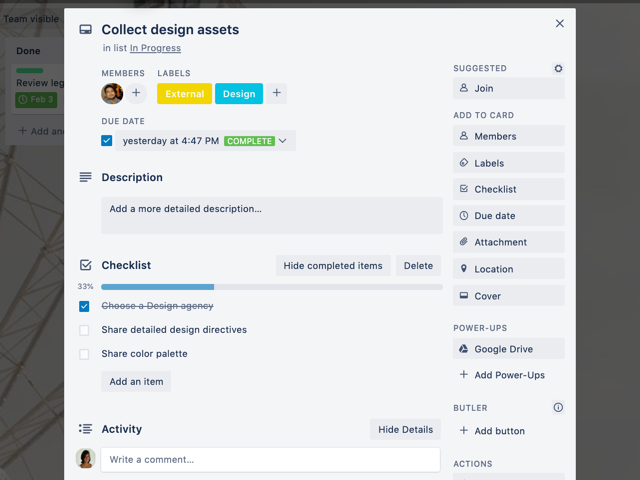 Team visible
Done
Review leg
Feb 3
+ Add an
Collect design assets
in list In Progress
MEMBERS
LABELS
+
External
Design
+
DUE DATE
yesterday at 4:47 PM COMPLETE
Description
Add a more detailed description...
Checklist
Hide completed items
Delete
33%
Choose a Design agency
Share detailed design directives
Share color palette
Add an item
Activity
Hide Details
Write a comment...
SUGGESTED
Join
ADD TO CARD
Members
Labels
Checklist
Due date
Attachment
Location
Cover
POWER-UPS
Google Drive
+ Add Power-Ups
BUTLER
+ Add button
ACTIONS